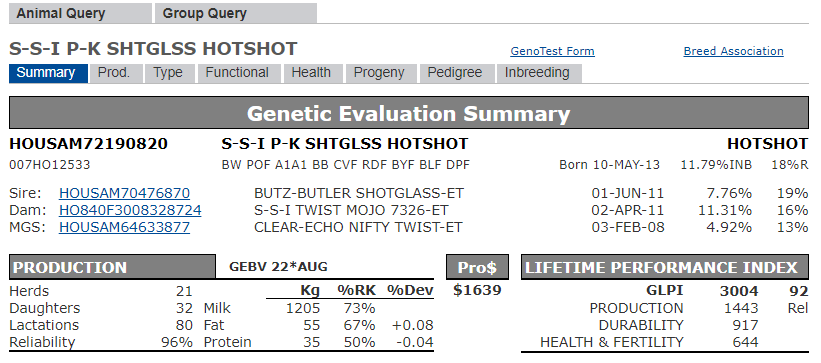 Animal Query Group Query
S-S-I P-K SHTGLSS HOTSHOT GenoTest Form Breed Association
Summary Prod. Type Functional Health Progeny Pedigree Inbreeding
Genetic Evaluation Summary
HOUSAM72190820 S-S-I P-K SHTGLSS HOTSHOT HOTSHOT
007HO12533 BW POF A1A1 BB CVF RDF BYF BLF DPF Born 10-MAY-13 11.79%INB 18%R
Sire: HOUSAM70476870 BUTZ-BUTLER SHOTGLASS-ET 01-JUN-11 7.76% 19%
Dam: HO840F3008328724 S-S-I TWIST MOJO 7326-ET 02-APR-11 11.31% 16%
MGS: HOUSAM64633877 CLEAR-ECHO NIFTY TWIST-ET 03-FEB-08 4.92% 13%
PRODUCTION GEBV 22*AUG Pro$ LIFETIME PERFORMANCE INDEX
Herds 21 Kg %RK %Dev $1639 GLPI 3004 92
Daughters 32 Milk 1205 73% PRODUCTION 1443 Rel
Lactations 80 Fat 55 67% +0.08 DURABILITY 917
Reliability 96% Protein 35 50% -0.04 HEALTH & FERTILITY 644